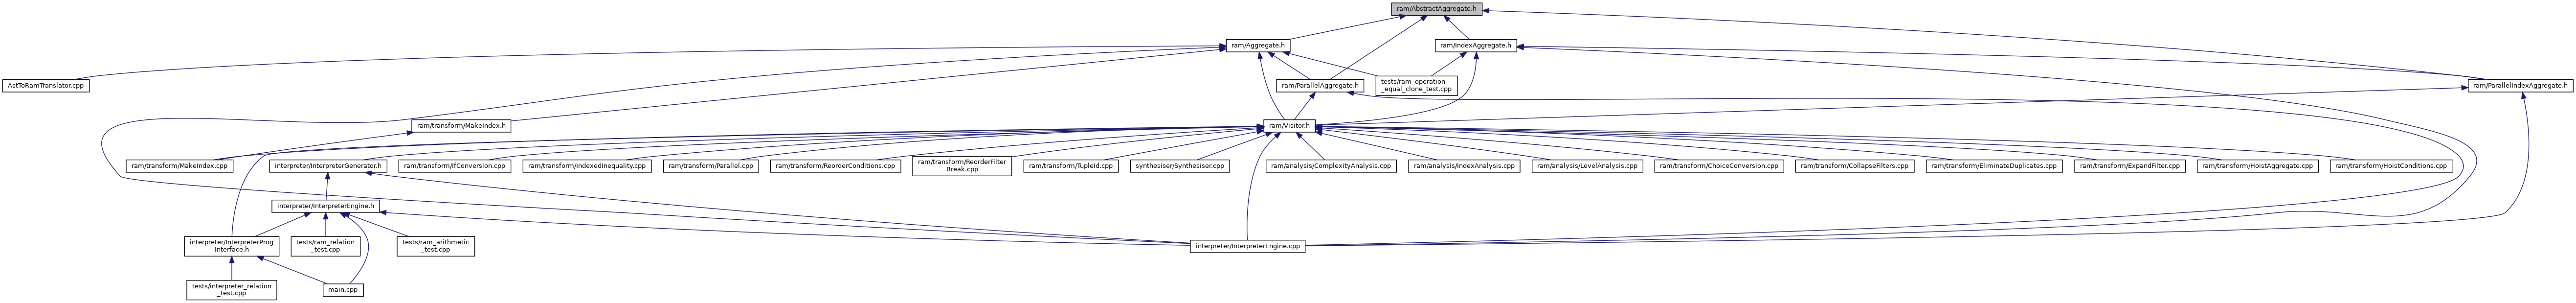 ram/AbstractAggregate.h
ram/Aggregate.h
ram/IndexAggregate.h
AstToRamTranslator.cpp
ram/ParallelAggregate.h
tests/ram_operation
_equal_clone_test.cpp
ram/ParallelIndexAggregate.h
ram/transform/MakeIndex.h
ram/Visitor.h
ram/transform/MakeIndex.cpp
interpreter/InterpreterGenerator.h
ram/transform/IfConversion.cpp
ram/transform/IndexedInequality.cpp
ram/transform/Parallel.cpp
ram/transform/ReorderConditions.cpp
ram/transform/ReorderFilter
Break.cpp
ram/transform/TupleId.cpp
synthesiser/Synthesiser.cpp
ram/analysis/ComplexityAnalysis.cpp
ram/analysis/IndexAnalysis.cpp
ram/analysis/LevelAnalysis.cpp
ram/transform/ChoiceConversion.cpp
ram/transform/CollapseFilters.cpp
ram/transform/EliminateDuplicates.cpp
ram/transform/ExpandFilter.cpp
ram/transform/HoistAggregate.cpp
ram/transform/HoistConditions.cpp
interpreter/InterpreterEngine.h
interpreter/InterpreterProg
Interface.h
tests/ram_relation
_test.cpp
tests/ram_arithmetic
_test.cpp
interpreter/InterpreterEngine.cpp
tests/interpreter_relation
_test.cpp
main.cpp